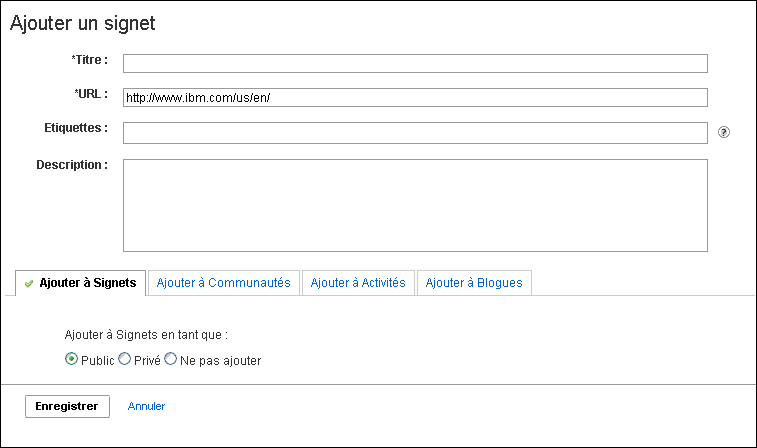 Ajouter un signet
*Titre :
*URL : http://www.ibm.com/us/en/
Etiquettes : ?
Description :
Ajouter à Signets Ajouter à Communautés Ajouter à Activités Ajouter à Blogues
Ajouter à Signets en tant que :
Public Privé Ne pas ajouter
Enregistrer Annuler